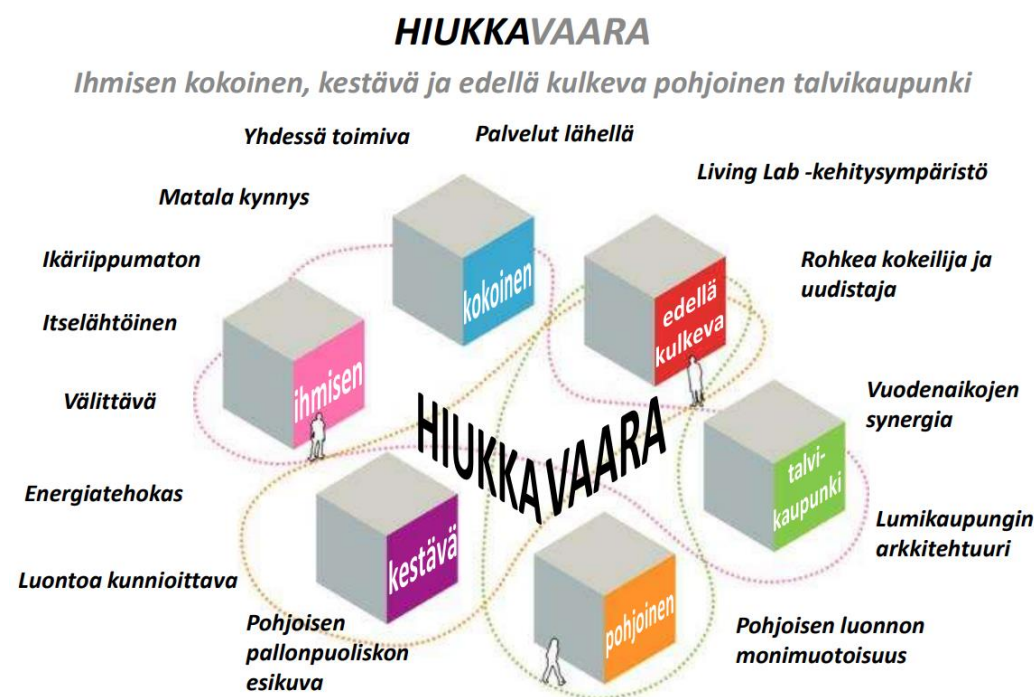 HIUKKAVAARA
Ihmisen kokoinen, kestävä ja edellä kulkeva pohjoinen talvikaupunki
Yhdessä toimiva
Palvelut lähellä
Living Lab -kehitysympäristö
Matala kynnys
Ikäriippumaton
Rohkea kokeilija ja
uudistaja
kokoinen
edellä
kulkeva
Itselähtöinen
ihmisen
Välittävä
Vuodenaikojen
synergia
HIUKKAVAARA
talvi-
kaupunki
Energiatehokas
Lumikaupungin
arkkitehtuuri
kestävä
Luontoa kunnioittava
pohjoinen
Pohjoisen
pallonpuoliskon
esikuva
Pohjoisen luonnon
monimuotoisuus